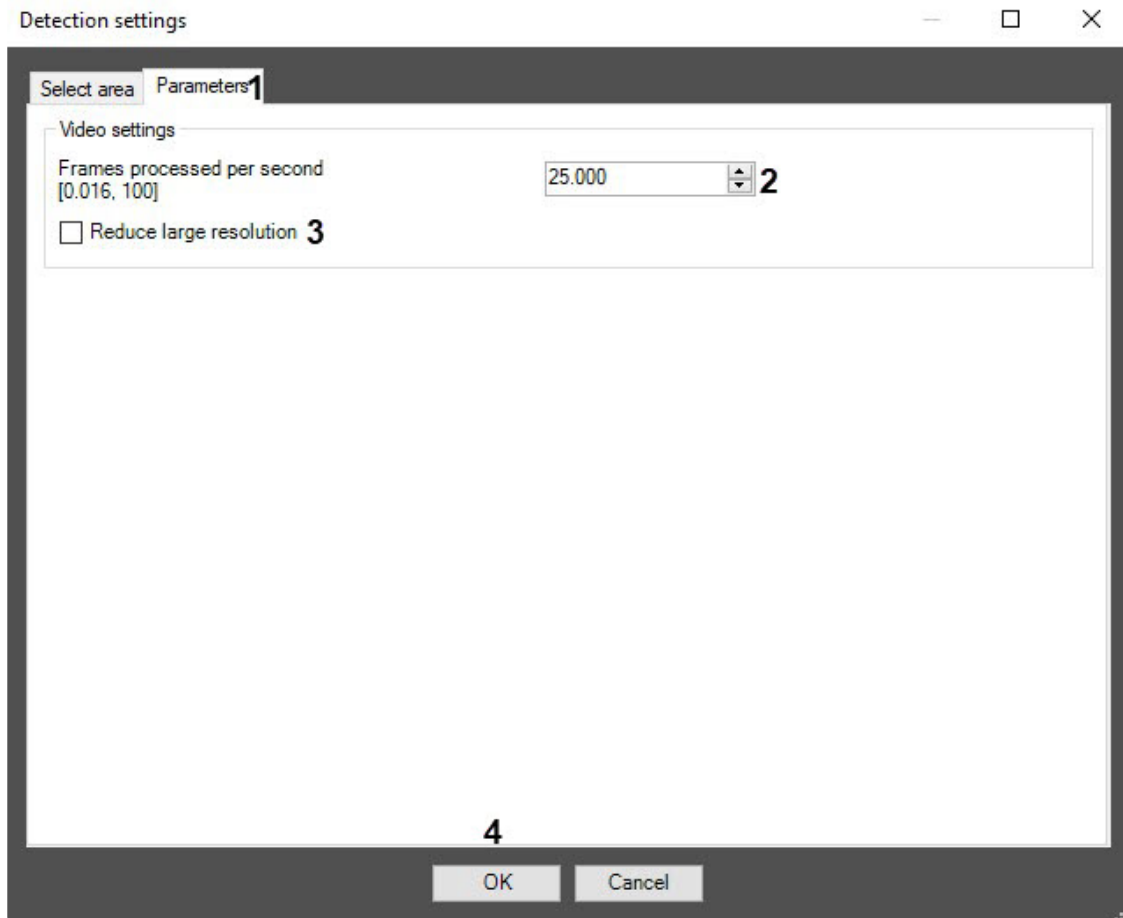 Detection settings
Select area Parameters 1
Video settings
Frames processed per second
[0.016, 100]
25.000 2
Reduce large resolution 3
4
OK Cancel